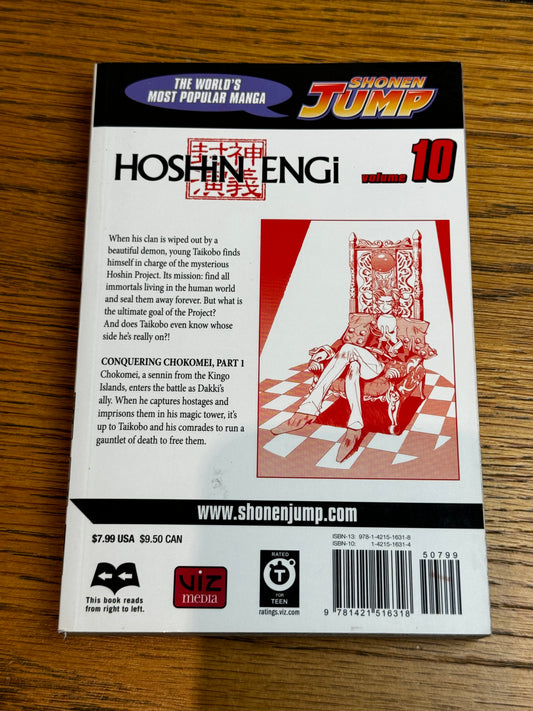 THE WORLD'S
MOST POPULAR MANGA
SHONEN
JUMP
封神
演義
HOSHiN ENGi
volume 10
When his clan is wiped out by a
beautiful demon, young Taikobo finds
himself in charge of the mysterious
Hoshin Project. Its mission: find all
immortals living in the human world
and seal them away forever. But what is
the ultimate goal of the Project?
And does Taikobo even know whose
side he's really on?!
CONQUERING CHOKOMEI, PART 1
Chokomei, a sennin from the Kingo
Islands, enters the battle as Dakki's
ally. When he captures hostages and
imprisons them in his magic tower, it's
up to Taikobo and his comrades to run a
gauntlet of death to free them.
www.shonenjump.com
$7.99 USA $9.50 CAN
This book reads
from right to left.
VIZ
MEDIA
RATED
T
FOR
TEEN
ratings.viz.com
ISBN-13: 978-1-4215-1631-8
ISBN-10: 1-4215-1631-4
50799
9 781421 516318